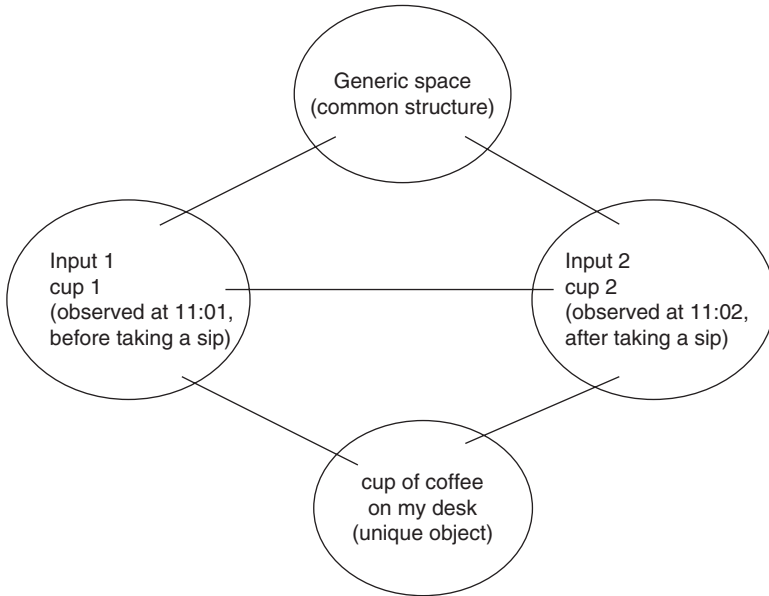 Generic space
(common structure)
Input 1
cup 1
(observed at 11:01,
before taking a sip)
Input 2
cup 2
(observed at 11:02,
after taking a sip)
cup of coffee
on my desk
(unique object)